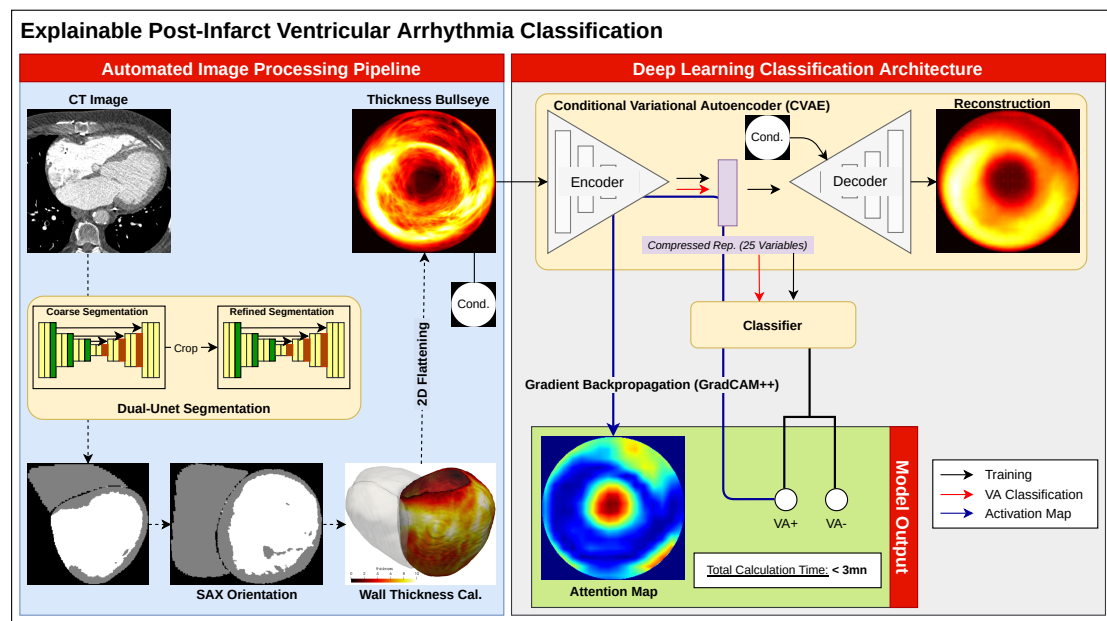 Explainable Post-Infarct Ventricular Arrhythmia Classification
Automated Image Processing Pipeline
CT Image
Thickness Bullseye
Cond.
Coarse Segmentation
Refined Segmentation
Crop
Dual-Unet Segmentation
2D Flattening
SAX Orientation
Wall Thickness Cal.
Deep Learning Classification Architecture
Conditional Variational Autoencoder (CVAE)
Reconstruction
Cond.
Encoder
Decoder
Compressed Rep. (25 Variables)
Classifier
Gradient Backpropagation (GradCAM++)
VA+
VA-
Total Calculation Time: < 3mn
Attention Map
Model Output
Training
VA Classification
Activation Map